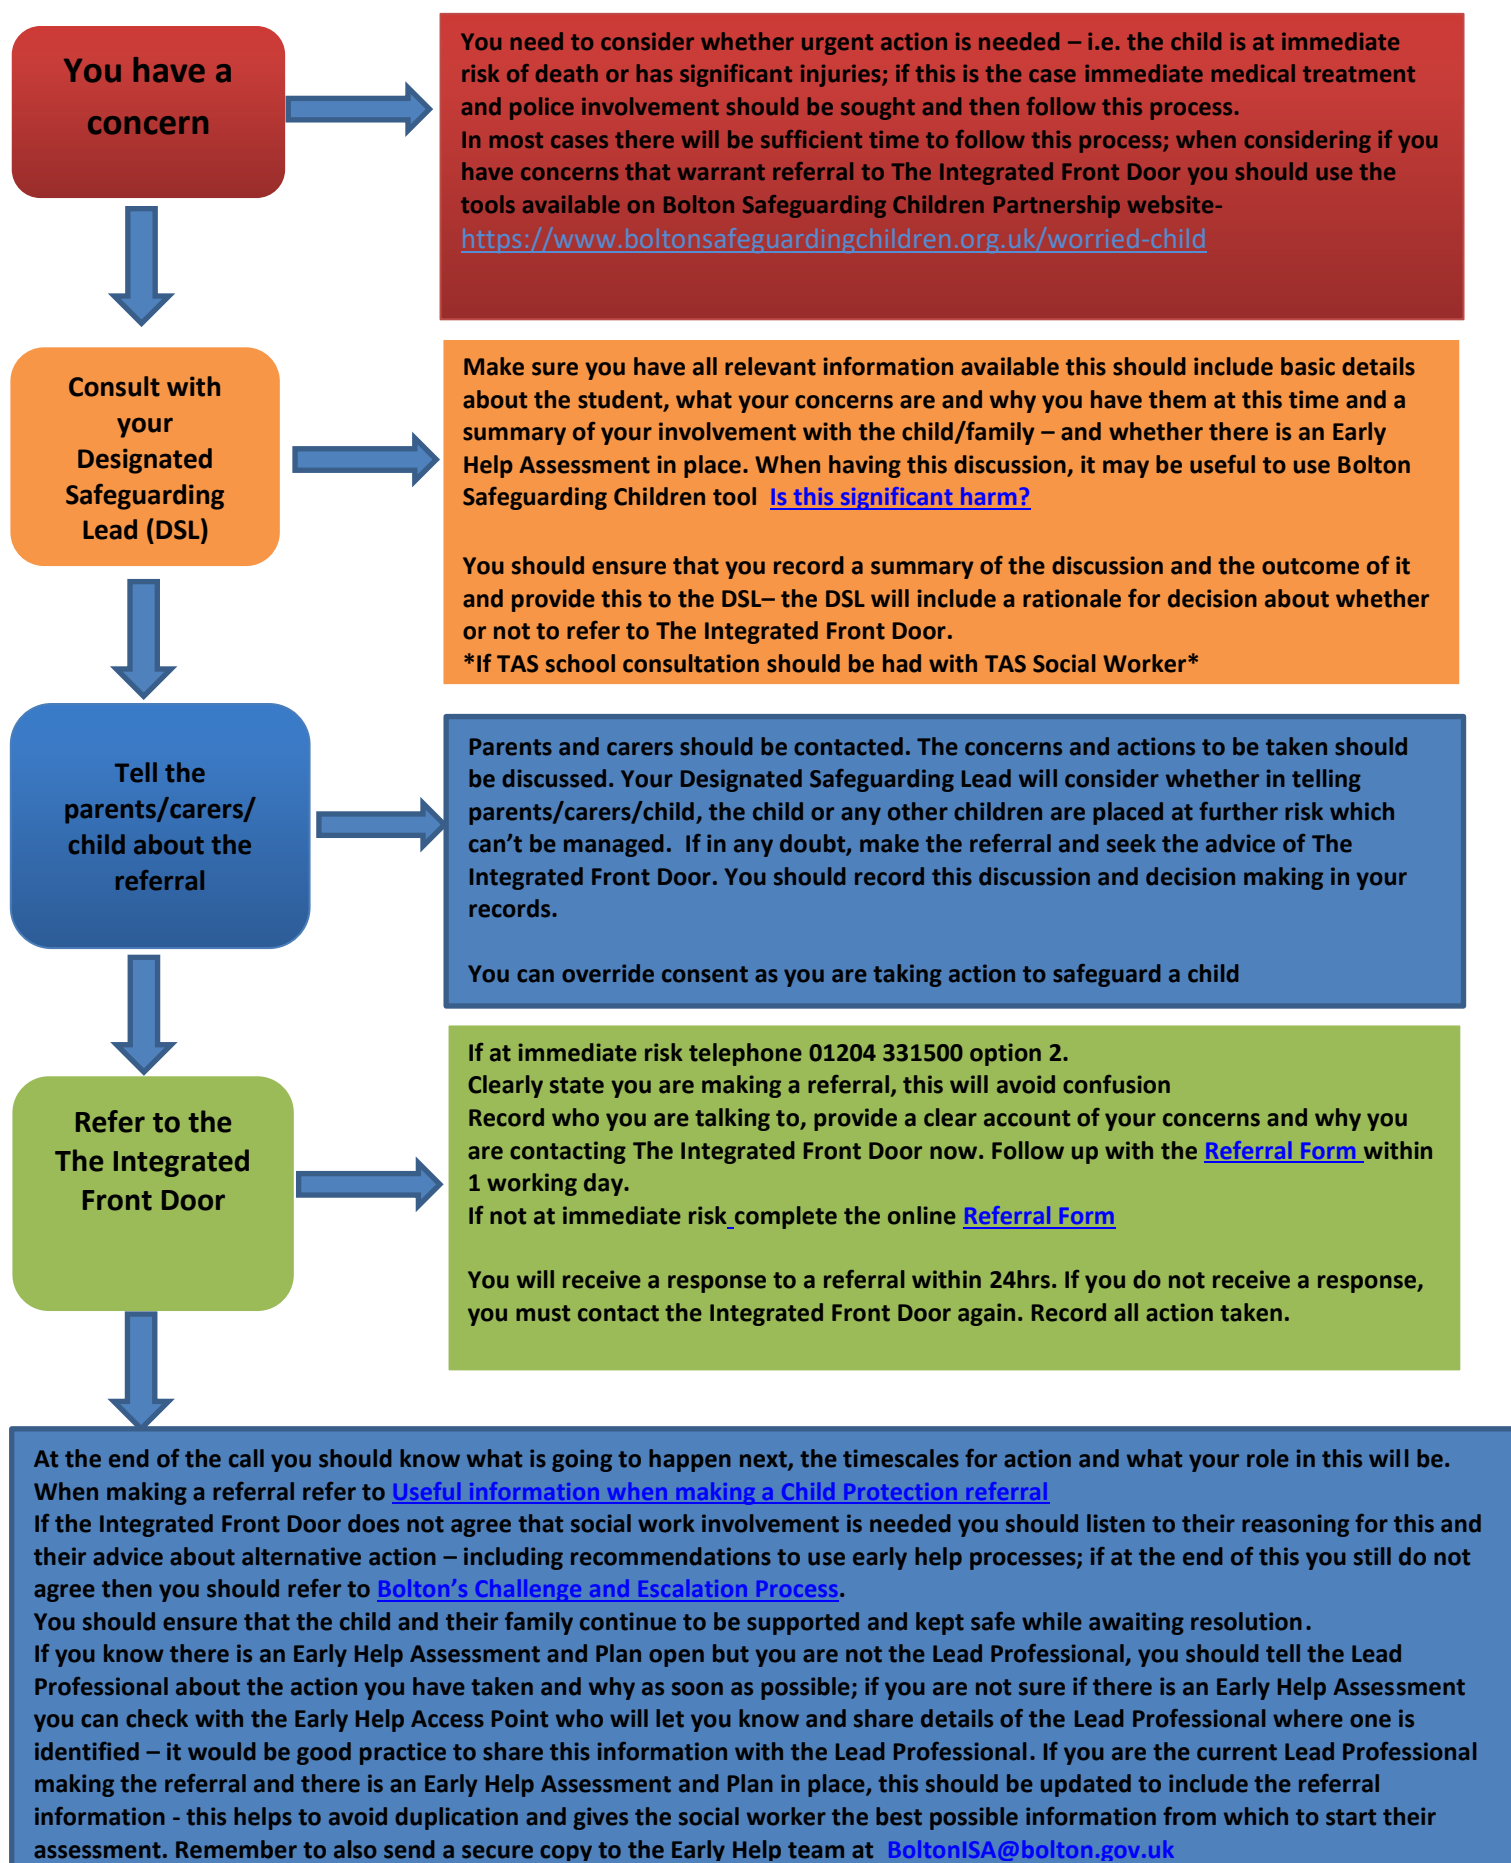 You have a
concern
You need to consider whether urgent action is needed – i.e. the child is at immediate
risk of death or has significant injuries; if this is the case immediate medical treatment
and police involvement should be sought and then follow this process.
In most cases there will be sufficient time to follow this process; when considering if you
have concerns that warrant referral to The Integrated Front Door you should use the
tools available on Bolton Safeguarding Children Partnership website-
https://www.boltonsafeguardingchildren.org.uk/worried-child
Consult with
your
Designated
Safeguarding
Lead (DSL)
Make sure you have all relevant information available this should include basic details
about the student, what your concerns are and why you have them at this time and a
summary of your involvement with the child/family – and whether there is an Early
Help Assessment in place. When having this discussion, it may be useful to use Bolton
Safeguarding Children tool  Is this significant harm?
You should ensure that you record a summary of the discussion and the outcome of it
and provide this to the DSL– the DSL will include a rationale for decision about whether
or not to refer to The Integrated Front Door.
*If TAS school consultation should be had with TAS Social Worker*
Tell the
parents/carers/
child about the
referral
Parents and carers should be contacted. The concerns and actions to be taken should
be discussed. Your Designated Safeguarding Lead will consider whether in telling
parents/carers/child, the child or any other children are placed at further risk which
can’t be managed.  If in any doubt, make the referral and seek the advice of The
Integrated Front Door. You should record this discussion and decision making in your
records.
You can override consent as you are taking action to safeguard a child
Refer to the
The Integrated
Front Door
If at immediate risk telephone 01204 331500 option 2.
Clearly state you are making a referral, this will avoid confusion
Record who you are talking to, provide a clear account of your concerns and why you
are contacting The Integrated Front Door now. Follow up with the Referral Form within
1 working day.
If not at immediate risk complete the online Referral Form
You will receive a response to a referral within 24hrs. If you do not receive a response,
you must contact the Integrated Front Door again. Record all action taken.
At the end of the call you should know what is going to happen next, the timescales for action and what your role in this will be.
When making a referral refer to Useful information when making a Child Protection referral
If the Integrated Front Door does not agree that social work involvement is needed you should listen to their reasoning for this and
their advice about alternative action – including recommendations to use early help processes; if at the end of this you still do not
agree then you should refer to Bolton’s Challenge and Escalation Process.
You should ensure that the child and their family continue to be supported and kept safe while awaiting resolution.
If you know there is an Early Help Assessment and Plan open but you are not the Lead Professional, you should tell the Lead
Professional about the action you have taken and why as soon as possible; if you are not sure if there is an Early Help Assessment
you can check with the Early Help Access Point who will let you know and share details of the Lead Professional where one is
identified – it would be good practice to share this information with the Lead Professional. If you are the current Lead Professional
making the referral and there is an Early Help Assessment and Plan in place, this should be updated to include the referral
information - this helps to avoid duplication and gives the social worker the best possible information from which to start their
assessment. Remember to also send a secure copy to the Early Help team at  BoltonISA@bolton.gov.uk